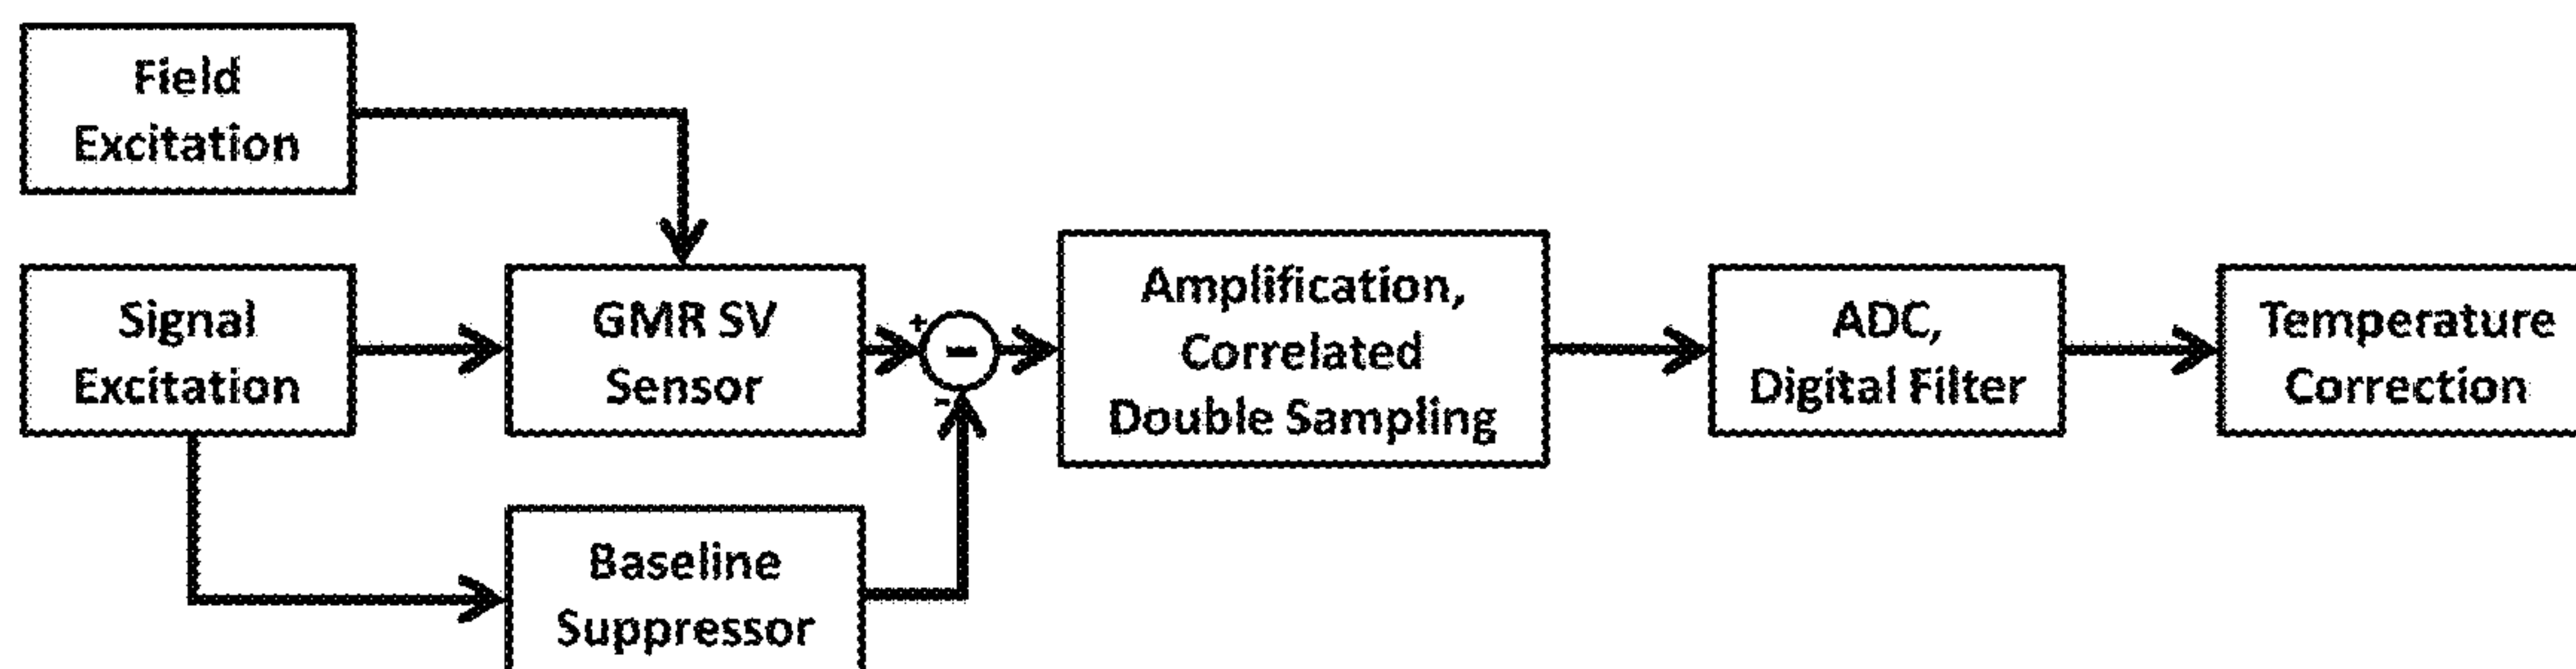 Field
Excitation
Signal
Excitation
GMR SV
Sensor
+
-
-
Baseline
Suppressor
Amplification,
Correlated
Double Sampling
ADC,
Digital Filter
Temperature
Correction